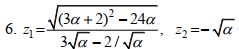 6. z₁=√((3α + 2)² − 24α) / (3√α − 2/√α), z₂=−√α